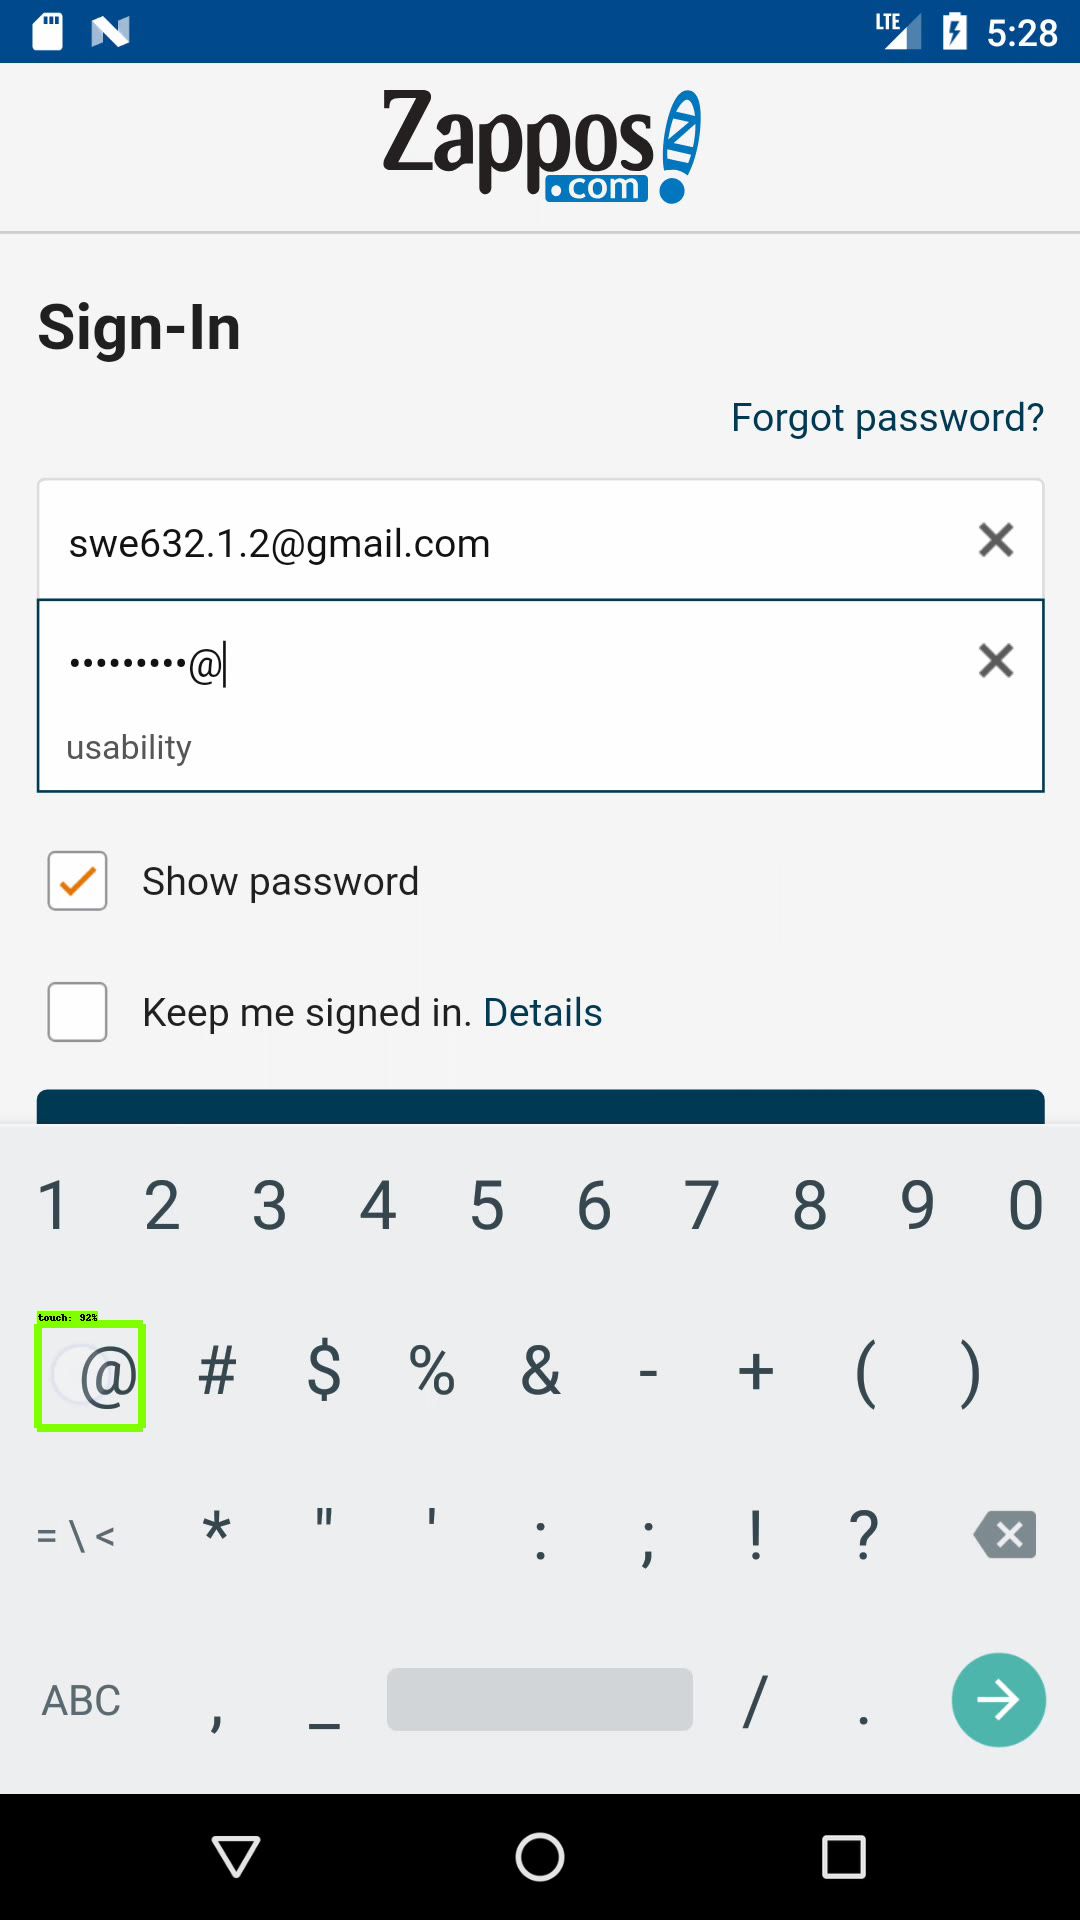 LTE 5:28
Zappos
.com
Sign-In
Forgot password?
swe632.1.2@gmail.com
•••••••••@
usability
Show password
Keep me signed in. Details
1 2 3 4 5 6 7 8 9 0
touch: 92%
@ # $ % & - + ( )
= \ < * " ' : ; ! ?
ABC , _ / .